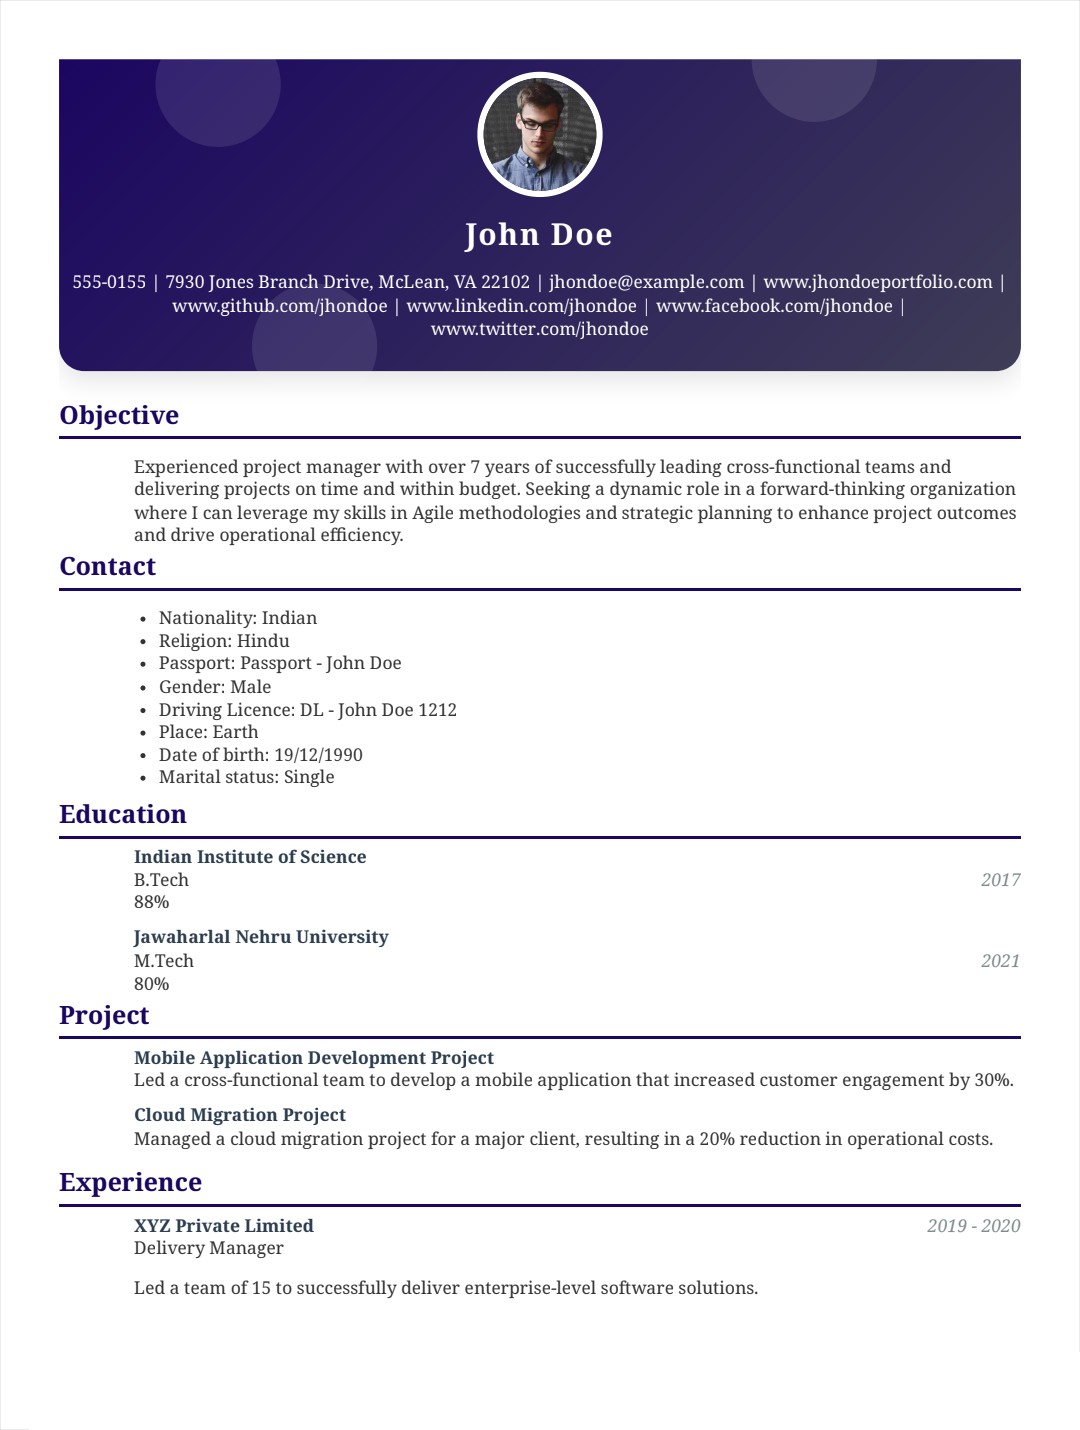 John Doe
555-0155 | 7930 Jones Branch Drive, McLean, VA 22102 | jhondoe@example.com | www.jhondoeportfolio.com |
www.github.com/jhondoe | www.linkedin.com/jhondoe | www.facebook.com/jhondoe |
www.twitter.com/jhondoe
Objective
Experienced project manager with over 7 years of successfully leading cross-functional teams and
delivering projects on time and within budget. Seeking a dynamic role in a forward-thinking organization
where I can leverage my skills in Agile methodologies and strategic planning to enhance project outcomes
and drive operational efficiency.
Contact
• Nationality: Indian
• Religion: Hindu
• Passport: Passport - John Doe
• Gender: Male
• Driving Licence: DL - John Doe 1212
• Place: Earth
• Date of birth: 19/12/1990
• Marital status: Single
Education
Indian Institute of Science
B.Tech 2017
88%
Jawaharlal Nehru University
M.Tech 2021
80%
Project
Mobile Application Development Project
Led a cross-functional team to develop a mobile application that increased customer engagement by 30%.
Cloud Migration Project
Managed a cloud migration project for a major client, resulting in a 20% reduction in operational costs.
Experience
XYZ Private Limited 2019 - 2020
Delivery Manager
Led a team of 15 to successfully deliver enterprise-level software solutions.